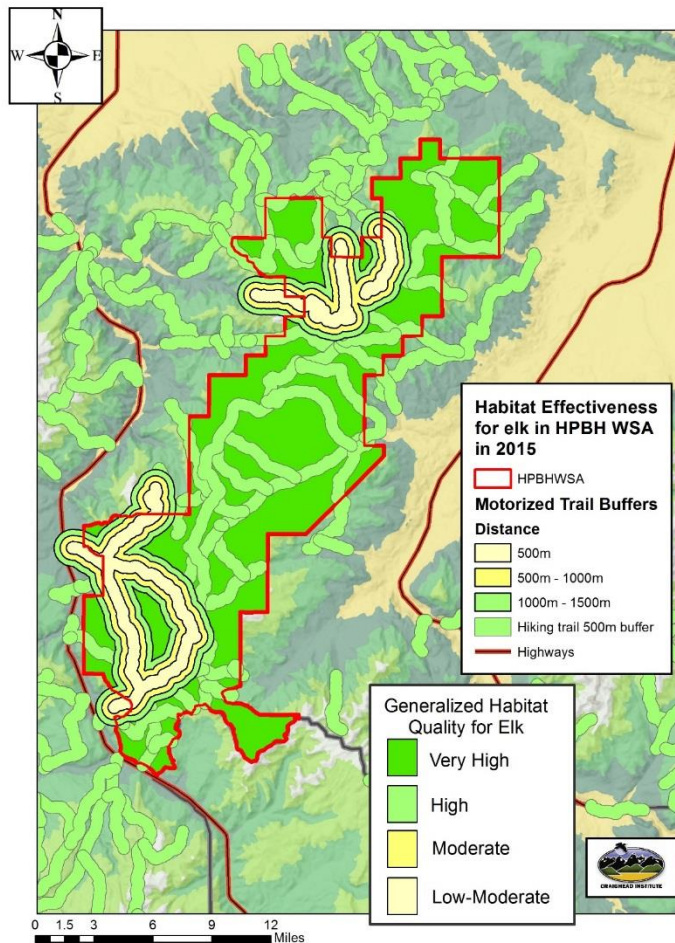 N
W E
S
Habitat Effectiveness
for elk in HPBH WSA
in 2015
HPBHWSA
Motorized Trail Buffers
Distance
500m
500m - 1000m
1000m - 1500m
Hiking trail 500m buffer
Highways
Generalized Habitat
Quality for Elk
Very High
High
Moderate
Low-Moderate
CRAIGHEAD INSTITUTE
0 1.5 3 6 9 12
Miles